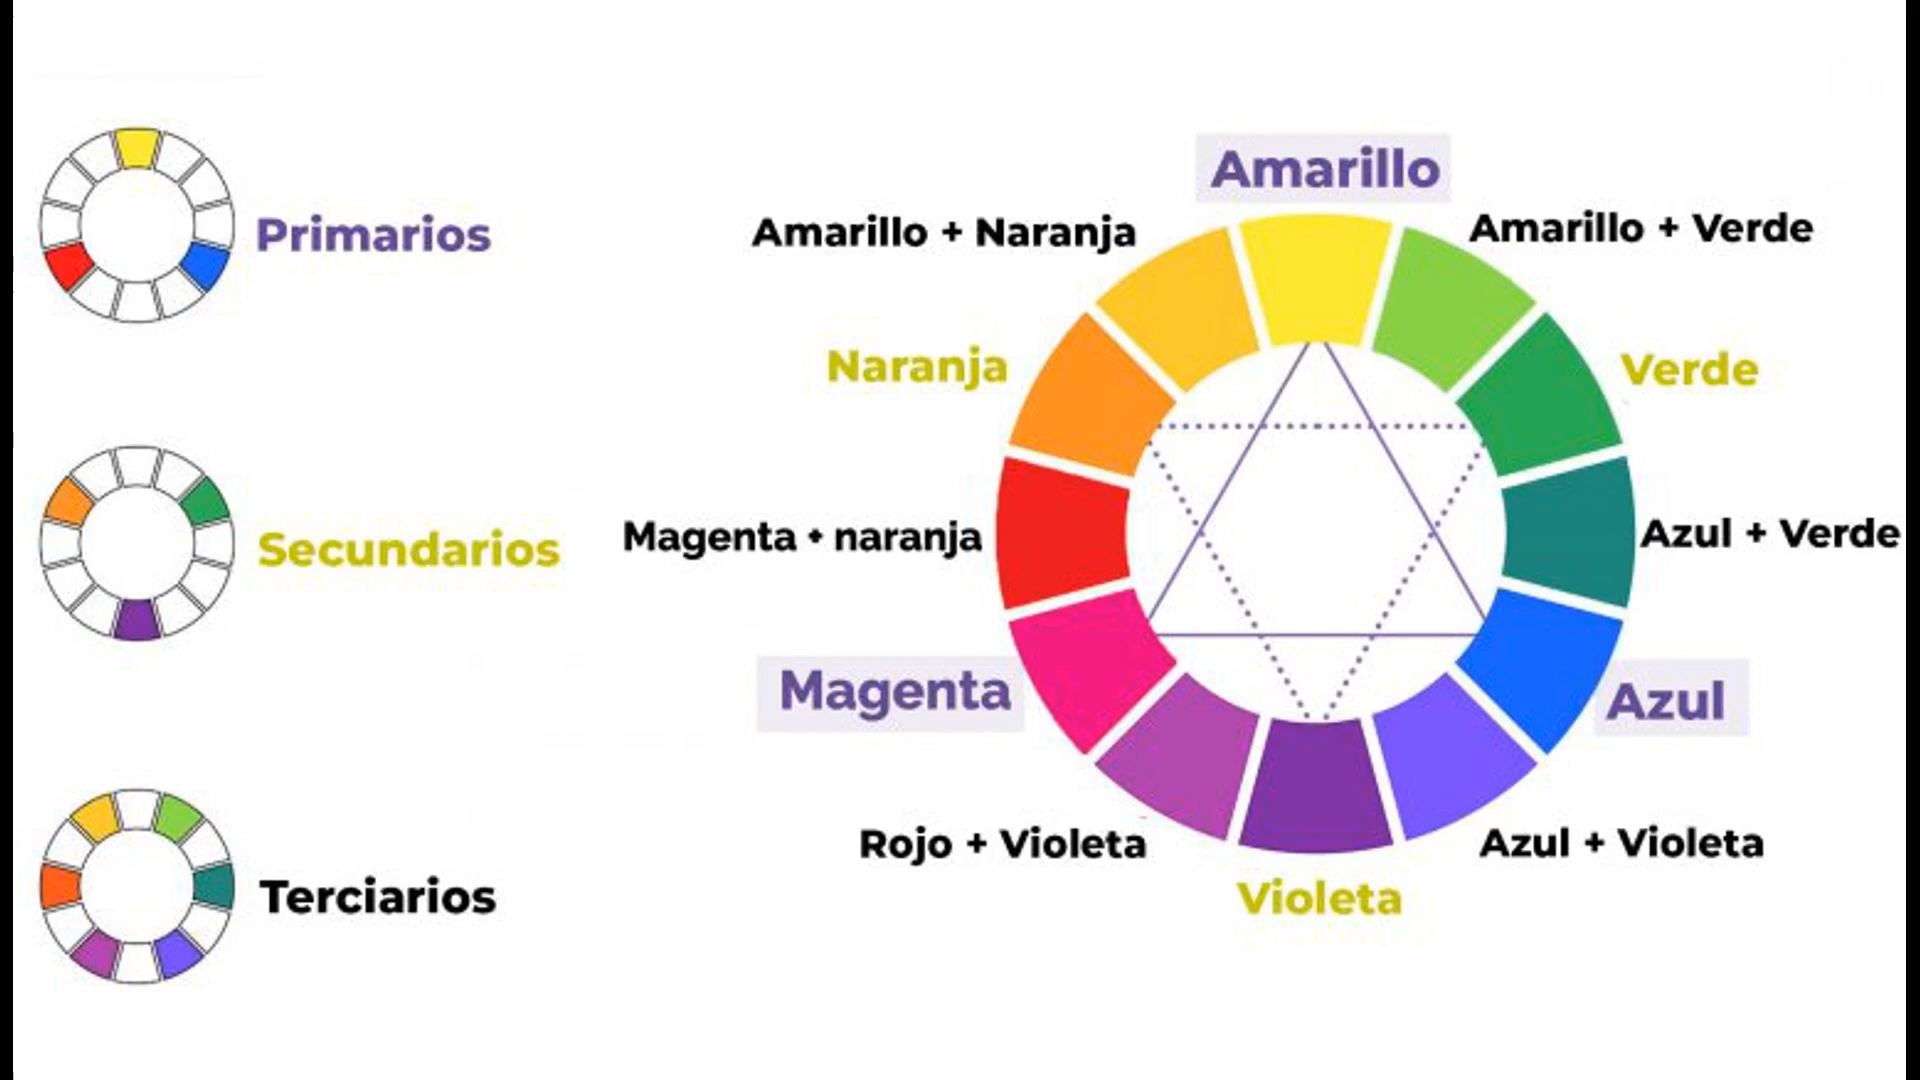 Primarios
Secundarios
Terciarios
Amarillo
Amarillo + Naranja
Amarillo + Verde
Naranja
Verde
Magenta + naranja
Azul + Verde
Magenta
Azul
Rojo + Violeta
Azul + Violeta
Violeta